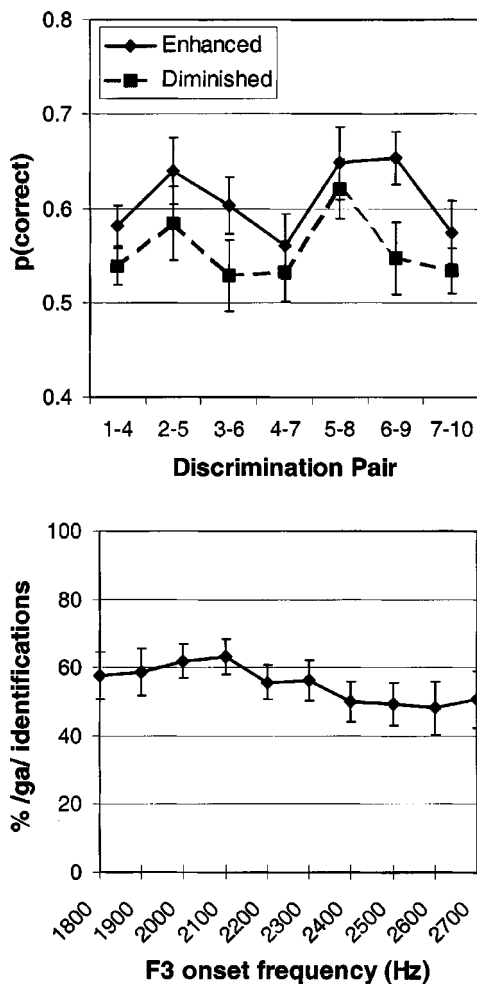 0.8
Enhanced
Diminished
0.7
0.6
0.5
0.4
p(correct)
1-4 2-5 3-6 4-7 5-8 6-9 7-10
Discrimination Pair
100
80
60
40
20
0
% /ga/ identifications
1800 1900 2000 2100 2200 2300 2400 2500 2600 2700
F3 onset frequency (Hz)